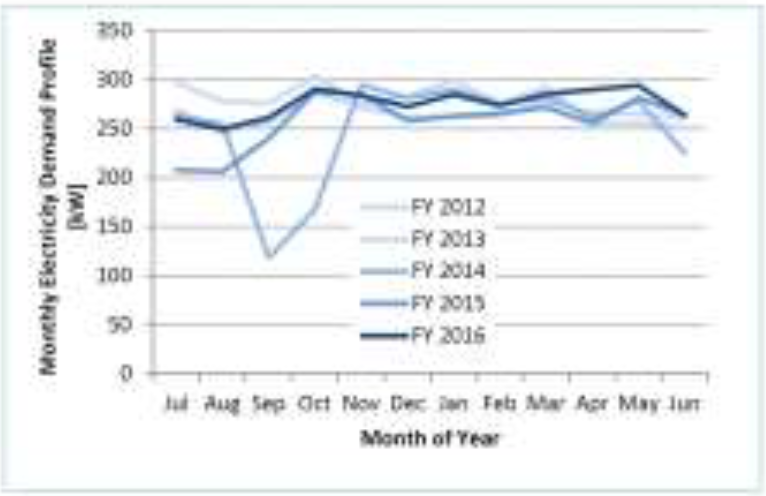 Monthly Electricity Demand Profile
[kW]
350
300
250
200
150
100
50
0
FY 2012
FY 2013
FY 2014
FY 2015
FY 2016
Jul Aug Sep Oct Nov Dec Jan Feb Mar Apr May Jun
Month of Year